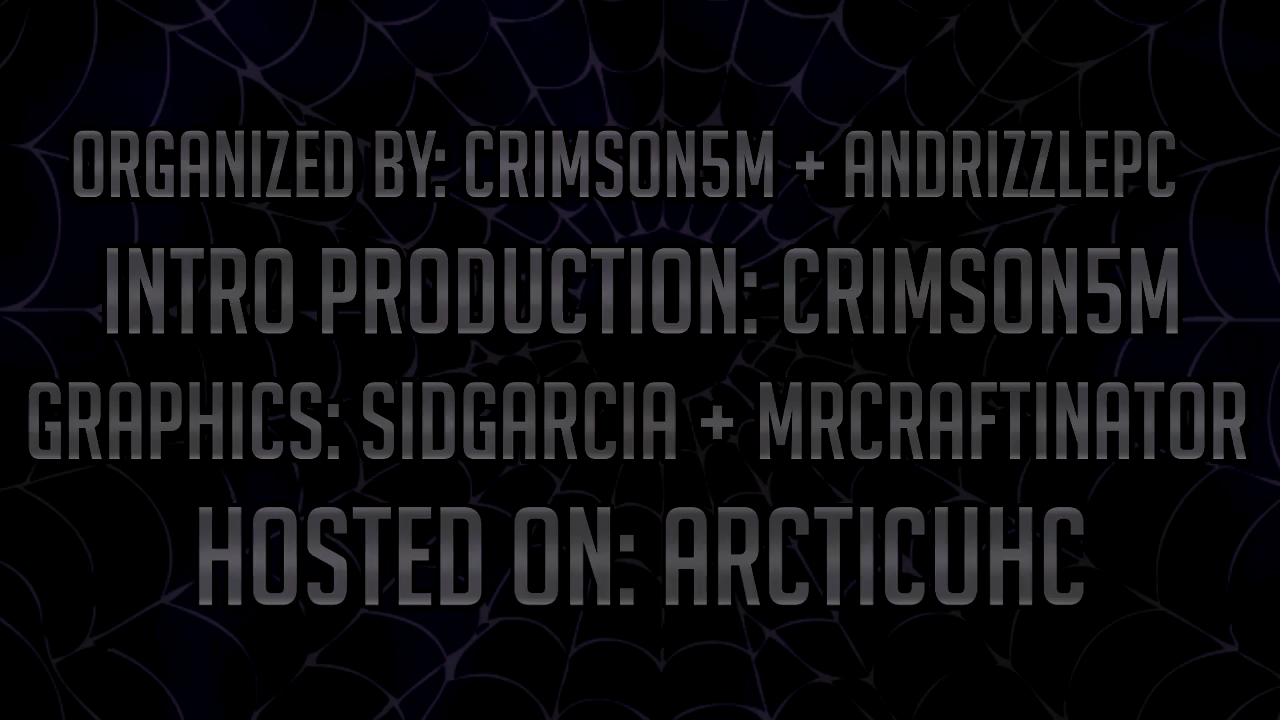 ORGANIZED BY: CRIMSON5M + ANDRIZZLEPC
INTRO PRODUCTION: CRIMSON5M
GRAPHICS: SIDGARCIA + MRCRAFTINATOR
HOSTED ON: ARCTICUHC